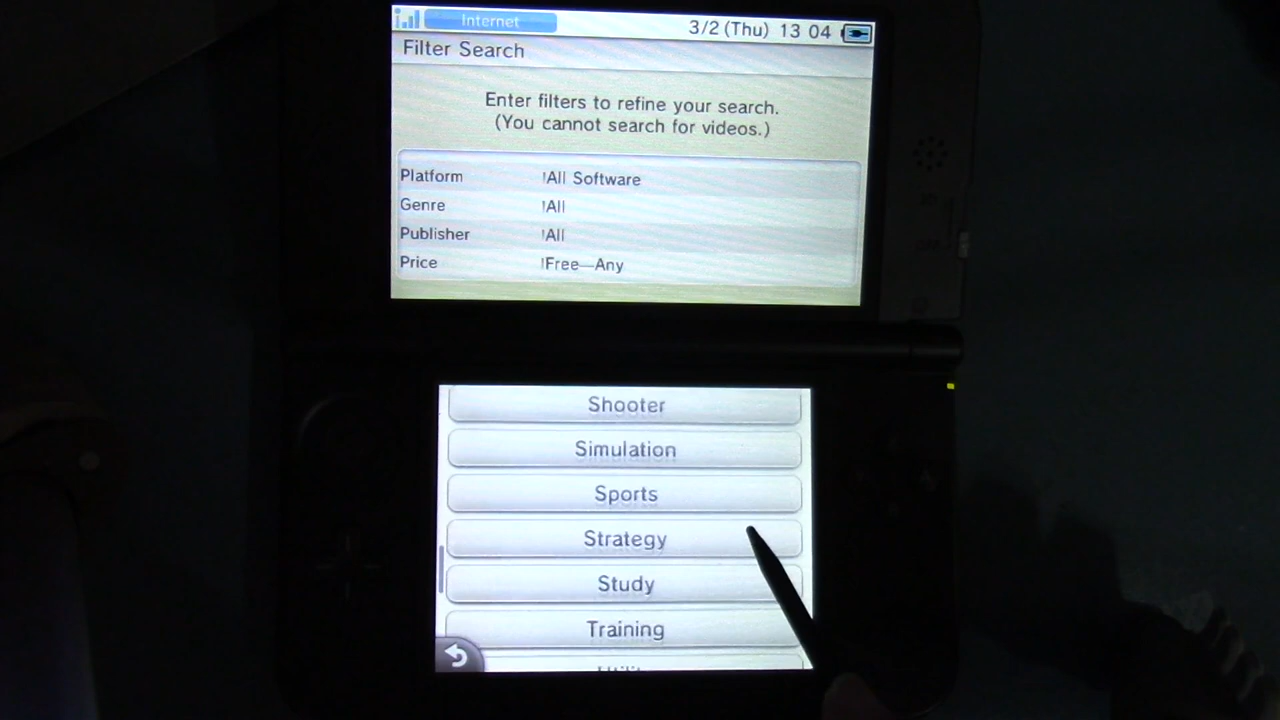 Internet
3/2 (Thu) 13 04
Filter Search
Enter filters to refine your search.
(You cannot search for videos.)
Platform All Software
Genre All
Publisher All
Price Free—Any
Shooter
Simulation
Sports
Strategy
Study
Training